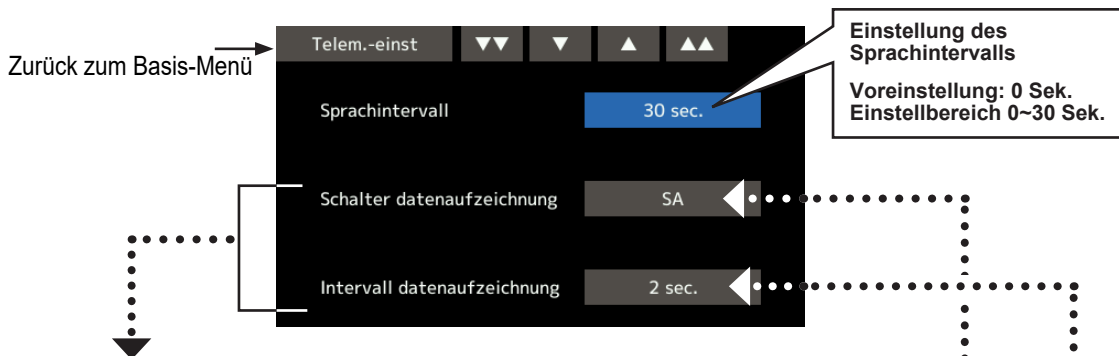 Zurück zum Basis-Menü
Telem.-einst ▼▼ ▼ ▲ ▲▲
Einstellung des
Sprachintervalls
Voreinstellung: 0 Sek.
Einstellbereich 0~30 Sek.
Sprachintervall 30 sec.
Schalter datenaufzeichnung SA
Intervall datenaufzeichnung 2 sec.